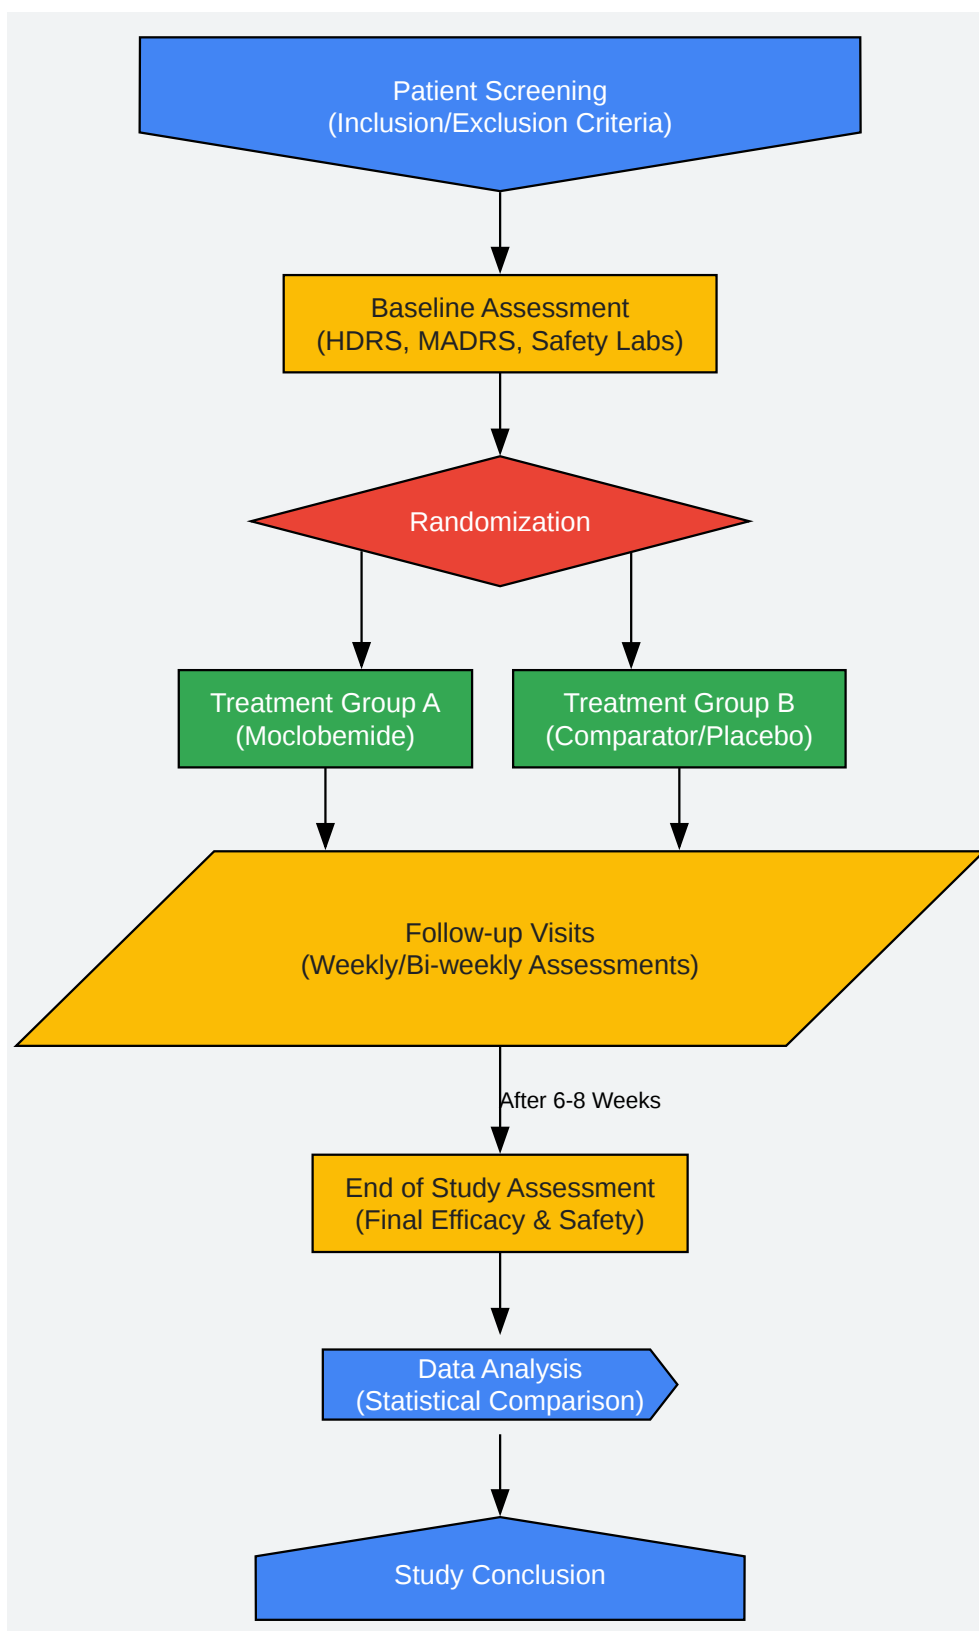 Patient Screening
(Inclusion/Exclusion Criteria)
Baseline Assessment
(HDRS, MADRS, Safety Labs)
Randomization
Treatment Group A
(Moclobemide)
Treatment Group B
(Comparator/Placebo)
Follow-up Visits
(Weekly/Bi-weekly Assessments)
After 6-8 Weeks
End of Study Assessment
(Final Efficacy & Safety)
Data Analysis
(Statistical Comparison)
Study Conclusion